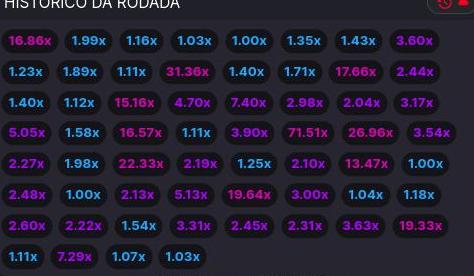 HISTÓRICO DA RODADA
16.86x 1.99x 1.16x 1.03x 1.00x 1.35x 1.43x 3.60x
1.23x 1.89x 1.11x 31.36x 1.40x 1.71x 17.66x 2.44x
1.40x 1.12x 15.16x 4.70x 7.40x 2.98x 2.04x 3.17x
5.05x 1.58x 16.57x 1.11x 3.90x 71.51x 26.96x 3.54x
2.27x 1.98x 22.33x 2.19x 1.25x 2.10x 13.47x 1.00x
2.48x 1.00x 2.13x 5.13x 19.64x 3.00x 1.04x 1.18x
2.60x 2.22x 1.54x 3.31x 2.45x 2.31x 3.63x 19.33x
1.11x 7.29x 1.07x 1.03x